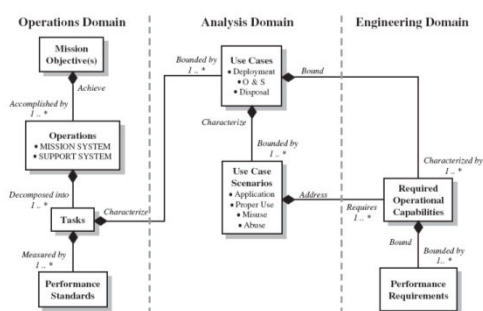 Operations Domain
Analysis Domain
Engineering Domain
Mission
Objective(s)
Achieve
Accomplished by
1 .. *
Operations
• MISSION SYSTEM
• SUPPORT SYSTEM
Decomposed into
1 .. *
Tasks
Characterize
Measured by
1 .. *
Performance
Standards
Bounded by
1 .. *
Use Cases
• Deployment
• O & S
• Disposal
Bound
Characterize
Bounded by
1 .. *
Use Case
Scenarios
• Application
• Proper Use
• Misuse
• Abuse
Address
Characterized by
1 .. *
Requires
1 .. *
Required
Operational
Capabilities
Bound
Bounded by
1 .. *
Performance
Requirements